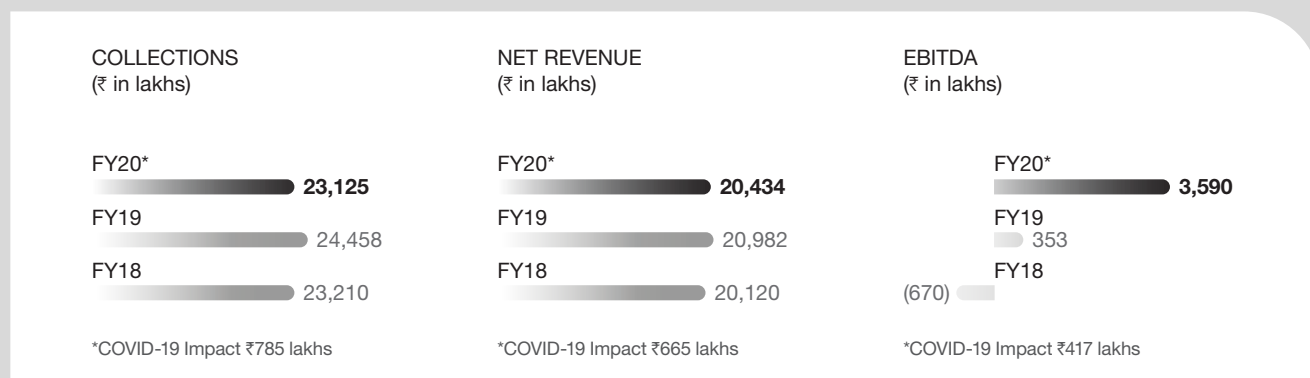 COLLECTIONS
(₹ in lakhs)
FY20*
23,125
FY19
24,458
FY18
23,210
*COVID-19 Impact ₹785 lakhs
NET REVENUE
(₹ in lakhs)
FY20*
20,434
FY19
20,982
FY18
20,120
*COVID-19 Impact ₹665 lakhs
EBITDA
(₹ in lakhs)
FY20*
3,590
FY19
353
FY18
(670)
*COVID-19 Impact ₹417 lakhs